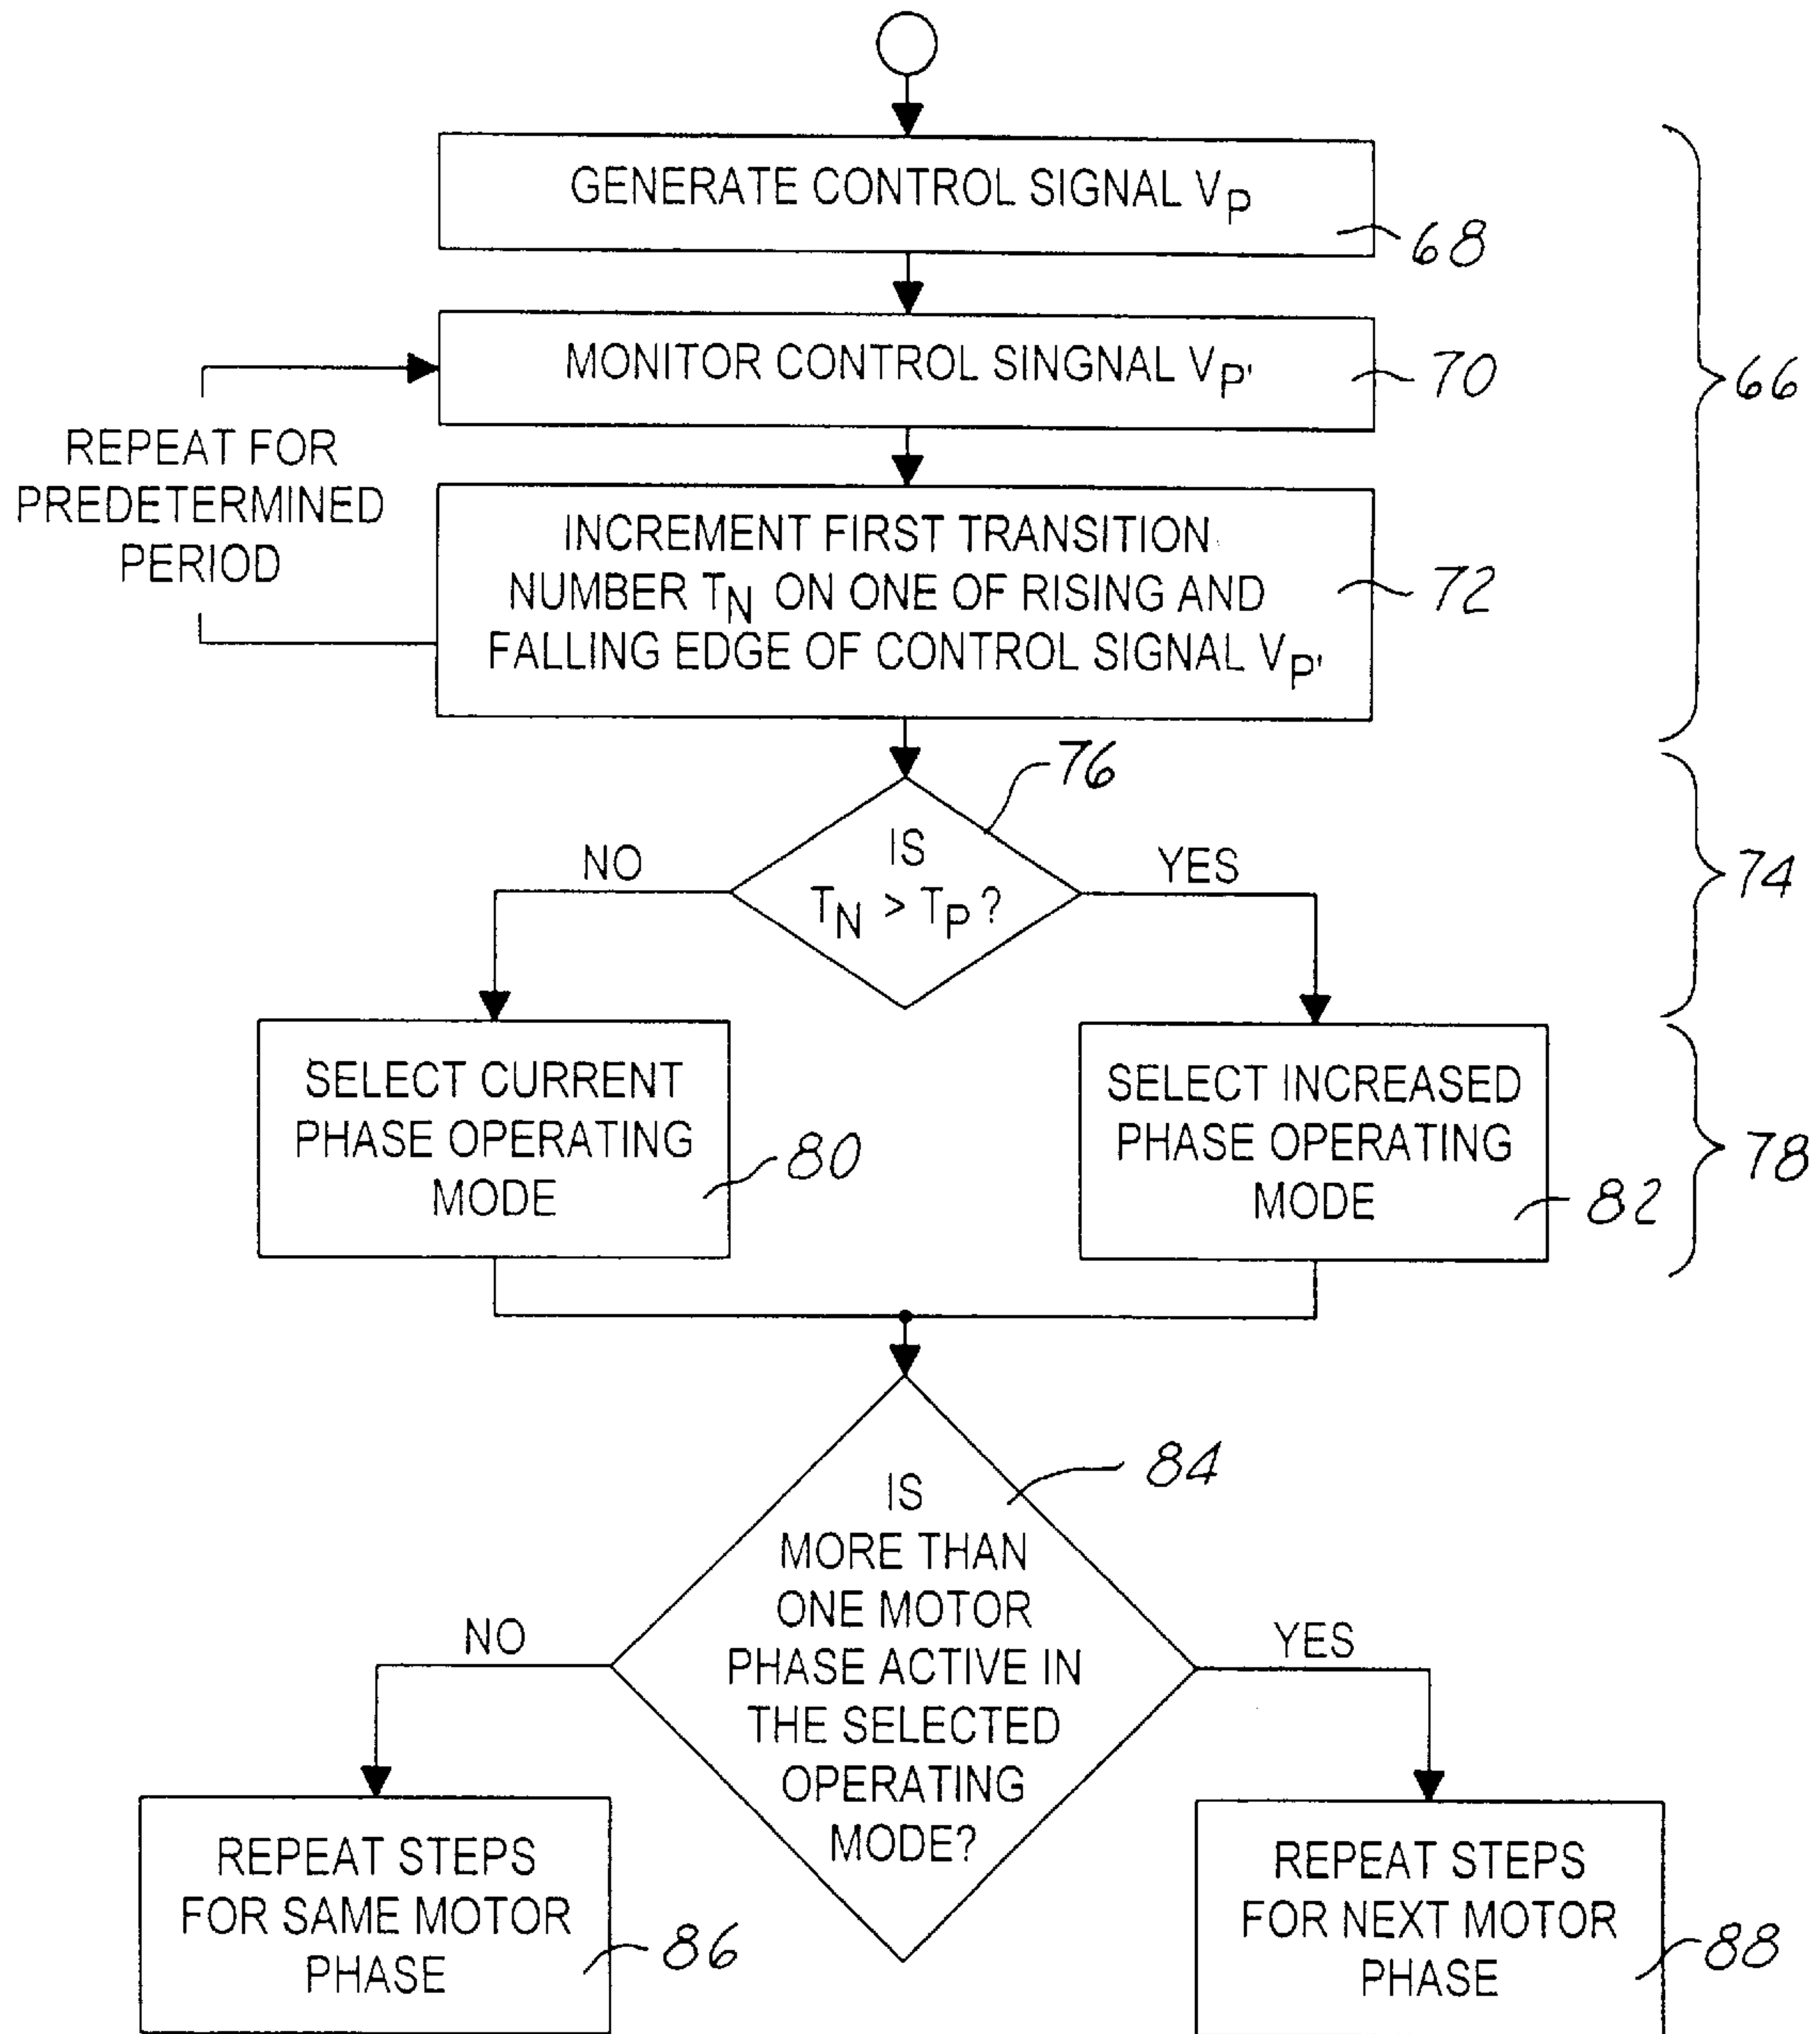 GENERATE CONTROL SIGNAL VP
68
MONITOR CONTROL SINGNAL VP'
70
66
REPEAT FOR
PREDETERMINED
PERIOD
INCREMENT FIRST TRANSITION
NUMBER TN ON ONE OF RISING AND
FALLING EDGE OF CONTROL SIGNAL VP'
72
76
NO
IS
TN > TP?
YES
74
SELECT CURRENT
PHASE OPERATING
MODE
80
SELECT INCREASED
PHASE OPERATING
MODE
82
78
84
IS
MORE THAN
ONE MOTOR
PHASE ACTIVE IN
THE SELECTED
OPERATING
MODE?
NO
YES
REPEAT STEPS
FOR SAME MOTOR
PHASE
86
REPEAT STEPS
FOR NEXT MOTOR
PHASE
88